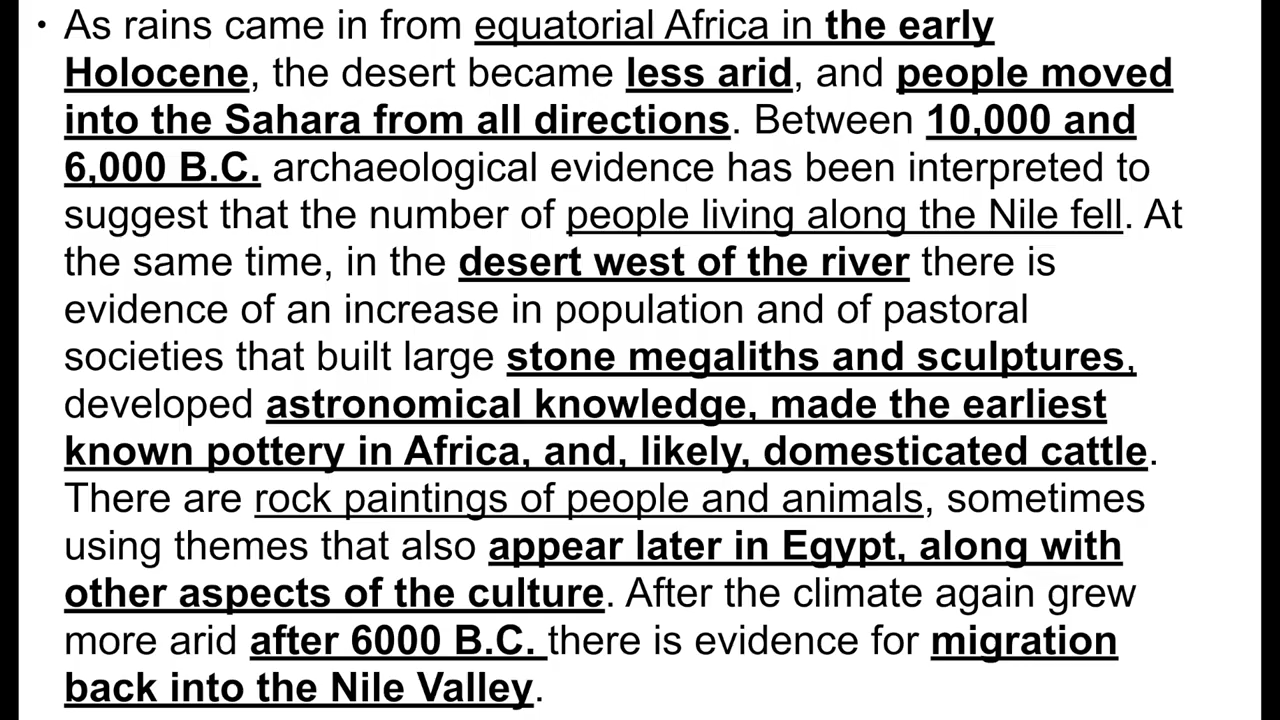 • As rains came in from equatorial Africa in the early
Holocene, the desert became less arid, and people moved
into the Sahara from all directions. Between 10,000 and
6,000 B.C. archaeological evidence has been interpreted to
suggest that the number of people living along the Nile fell. At
the same time, in the desert west of the river there is
evidence of an increase in population and of pastoral
societies that built large stone megaliths and sculptures,
developed astronomical knowledge, made the earliest
known pottery in Africa, and, likely, domesticated cattle.
There are rock paintings of people and animals, sometimes
using themes that also appear later in Egypt, along with
other aspects of the culture. After the climate again grew
more arid after 6000 B.C. there is evidence for migration
back into the Nile Valley.